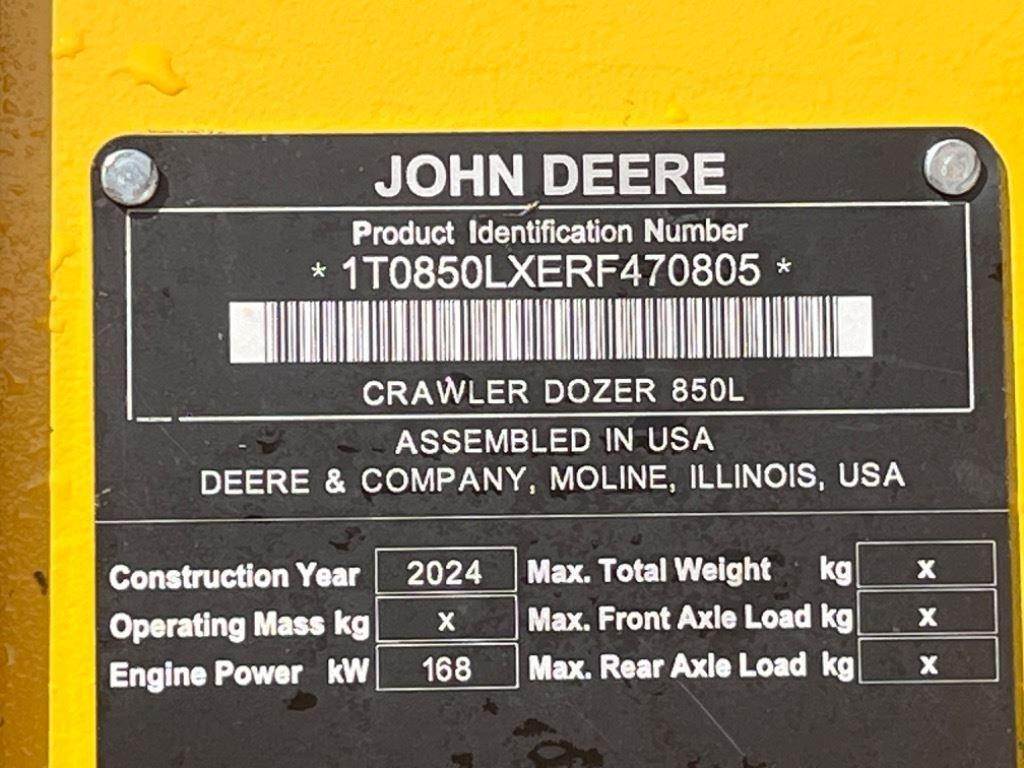 JOHN DEERE
Product Identification Number
* 1T0850LXERF470805 *
CRAWLER DOZER 850L
ASSEMBLED IN USA
DEERE & COMPANY, MOLINE, ILLINOIS, USA
Construction Year 2024 Max. Total Weight kg x
Operating Mass kg x Max. Front Axle Load kg x
Engine Power kW 168 Max. Rear Axle Load kg x